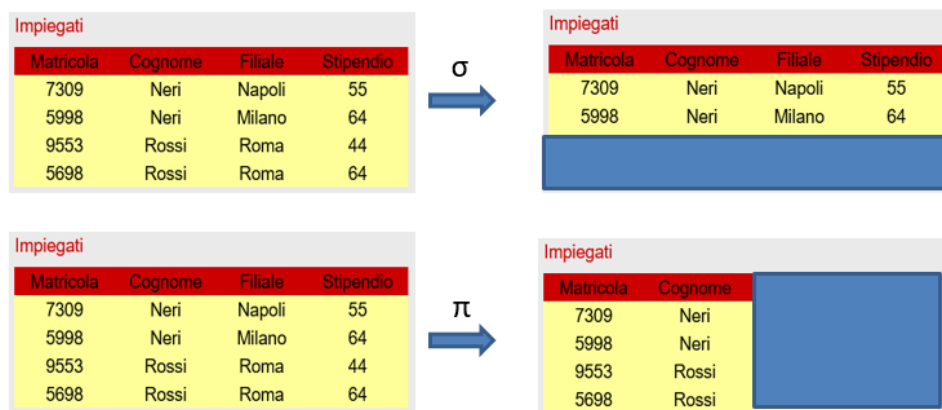 Impiegati
Matricola Cognome Filiale Stipendio
7309 Neri Napoli 55
5998 Neri Milano 64
9553 Rossi Roma 44
5698 Rossi Roma 64
σ
Impiegati
Matricola Cognome Filiale Stipendio
7309 Neri Napoli 55
5998 Neri Milano 64
Impiegati
Matricola Cognome Filiale Stipendio
7309 Neri Napoli 55
5998 Neri Milano 64
9553 Rossi Roma 44
5698 Rossi Roma 64
π
Impiegati
Matricola Cognome
7309 Neri
5998 Neri
9553 Rossi
5698 Rossi